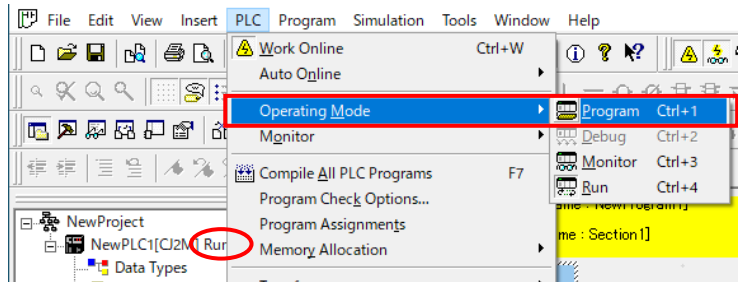 File Edit View Insert PLC Program Simulation Tools Window Help
Work Online Ctrl+W
Auto Online
Operating Mode
Program Ctrl+1
Monitor
Debug Ctrl+2
Monitor Ctrl+3
Compile All PLC Programs F7
Run Ctrl+4
Program Check Options...
NewProject
Program Assignments
NewPLC1[CJ2M] Run
me : Section1]
Memory Allocation
Data Types